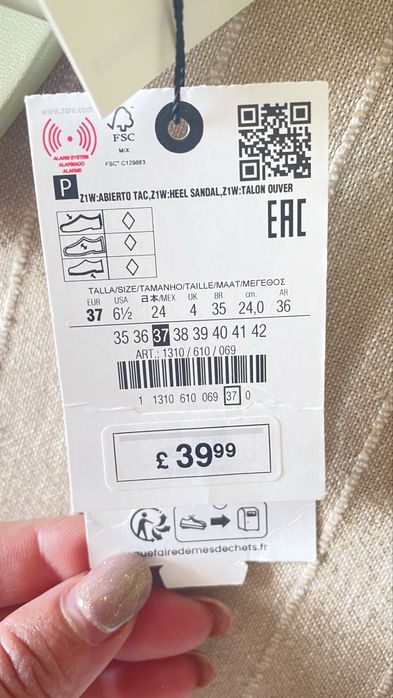 www.zara.com
FSC
MIX
FSC® C129883
ALARM SYSTEM
ALARMADO
ALARME
P Z1W:ABIERTO TAC,Z1W:HEEL SANDAL,Z1W:TALON OUVER
EAC
TALLA/SIZE/TAMANHO/TAILLE/MAAT/ΜΕΓΕΘΟΣ
EUR USA 日本/MEX UK BR cm. AR
37 6½ 24 4 35 24,0 36
35 36 37 38 39 40 41 42
ART.: 1310 / 610 / 069
1 1310 610 069 37 0
£ 39⁹⁹
quefairedemesdechets.fr